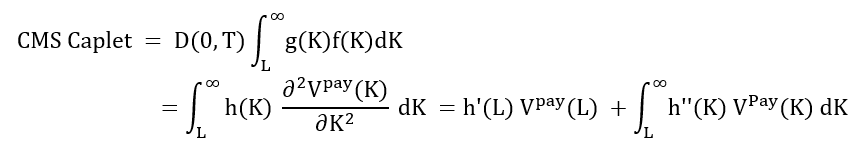 CMS Caplet = D(0, T) ∫_L^∞ g(K)f(K)dK
= ∫_L^∞ h(K) ∂²V^pay(K)/∂K² dK = h'(L) V^pay(L) + ∫_L^∞ h''(K) V^Pay(K) dK